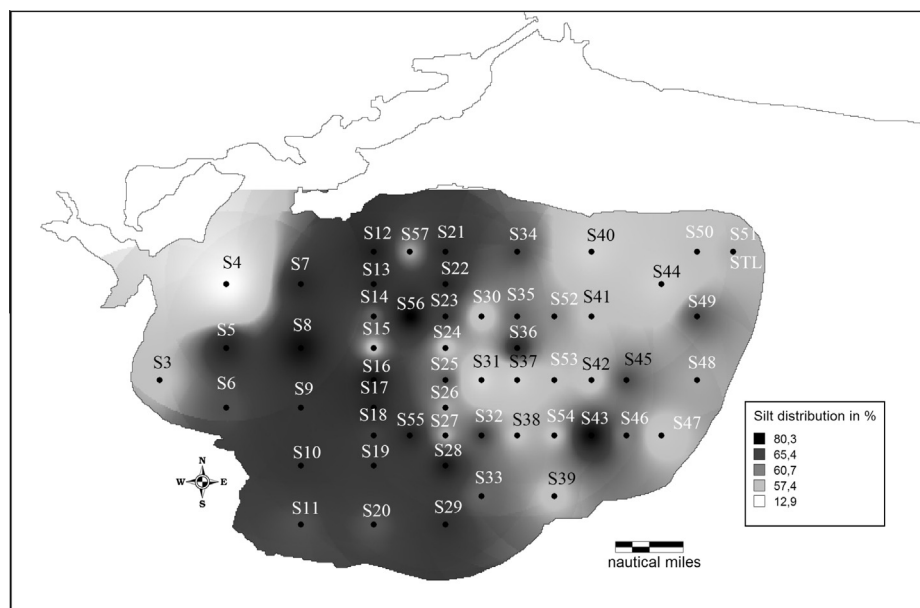 S12 S57 S21 S34 S40 S50 S51
S4 S7 S13 S22 S44 STL
S14 S56 S23 S30 S35 S52 S41 S49
S5 S8 S15 S24 S36
S3 S16 S25 S31 S37 S53 S42 S45 S48
S6 S9 S17 S26
S18 S55 S27 S32 S38 S54 S43 S46 S47
S10 S19 S28
S33 S39
S11 S20 S29
N
W E
S
Silt distribution in %
80,3
65,4
60,7
57,4
12,9
nautical miles